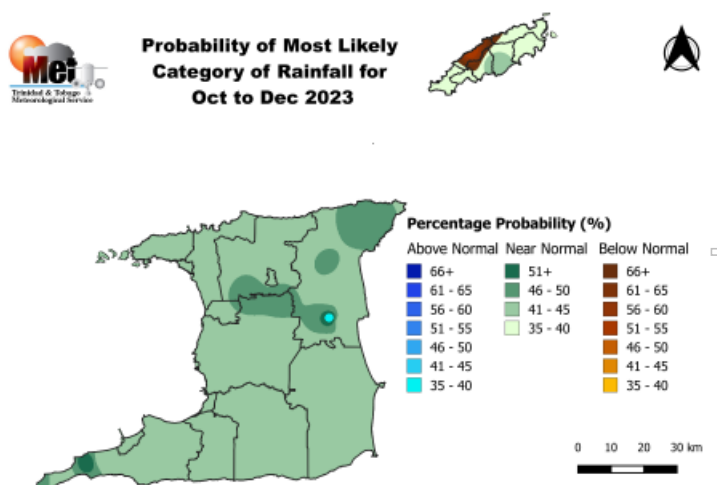 Met
Trinidad & Tobago
Meteorological Service
Probability of Most Likely
Category of Rainfall for
Oct to Dec 2023
Percentage Probability (%)
Above Normal Near Normal Below Normal
66+ 51+ 66+
61 - 65 46 - 50 61 - 65
56 - 60 41 - 45 56 - 60
51 - 55 35 - 40 51 - 55
46 - 50 46 - 50
41 - 45 41 - 45
35 - 40 35 - 40
0 10 20 30 km